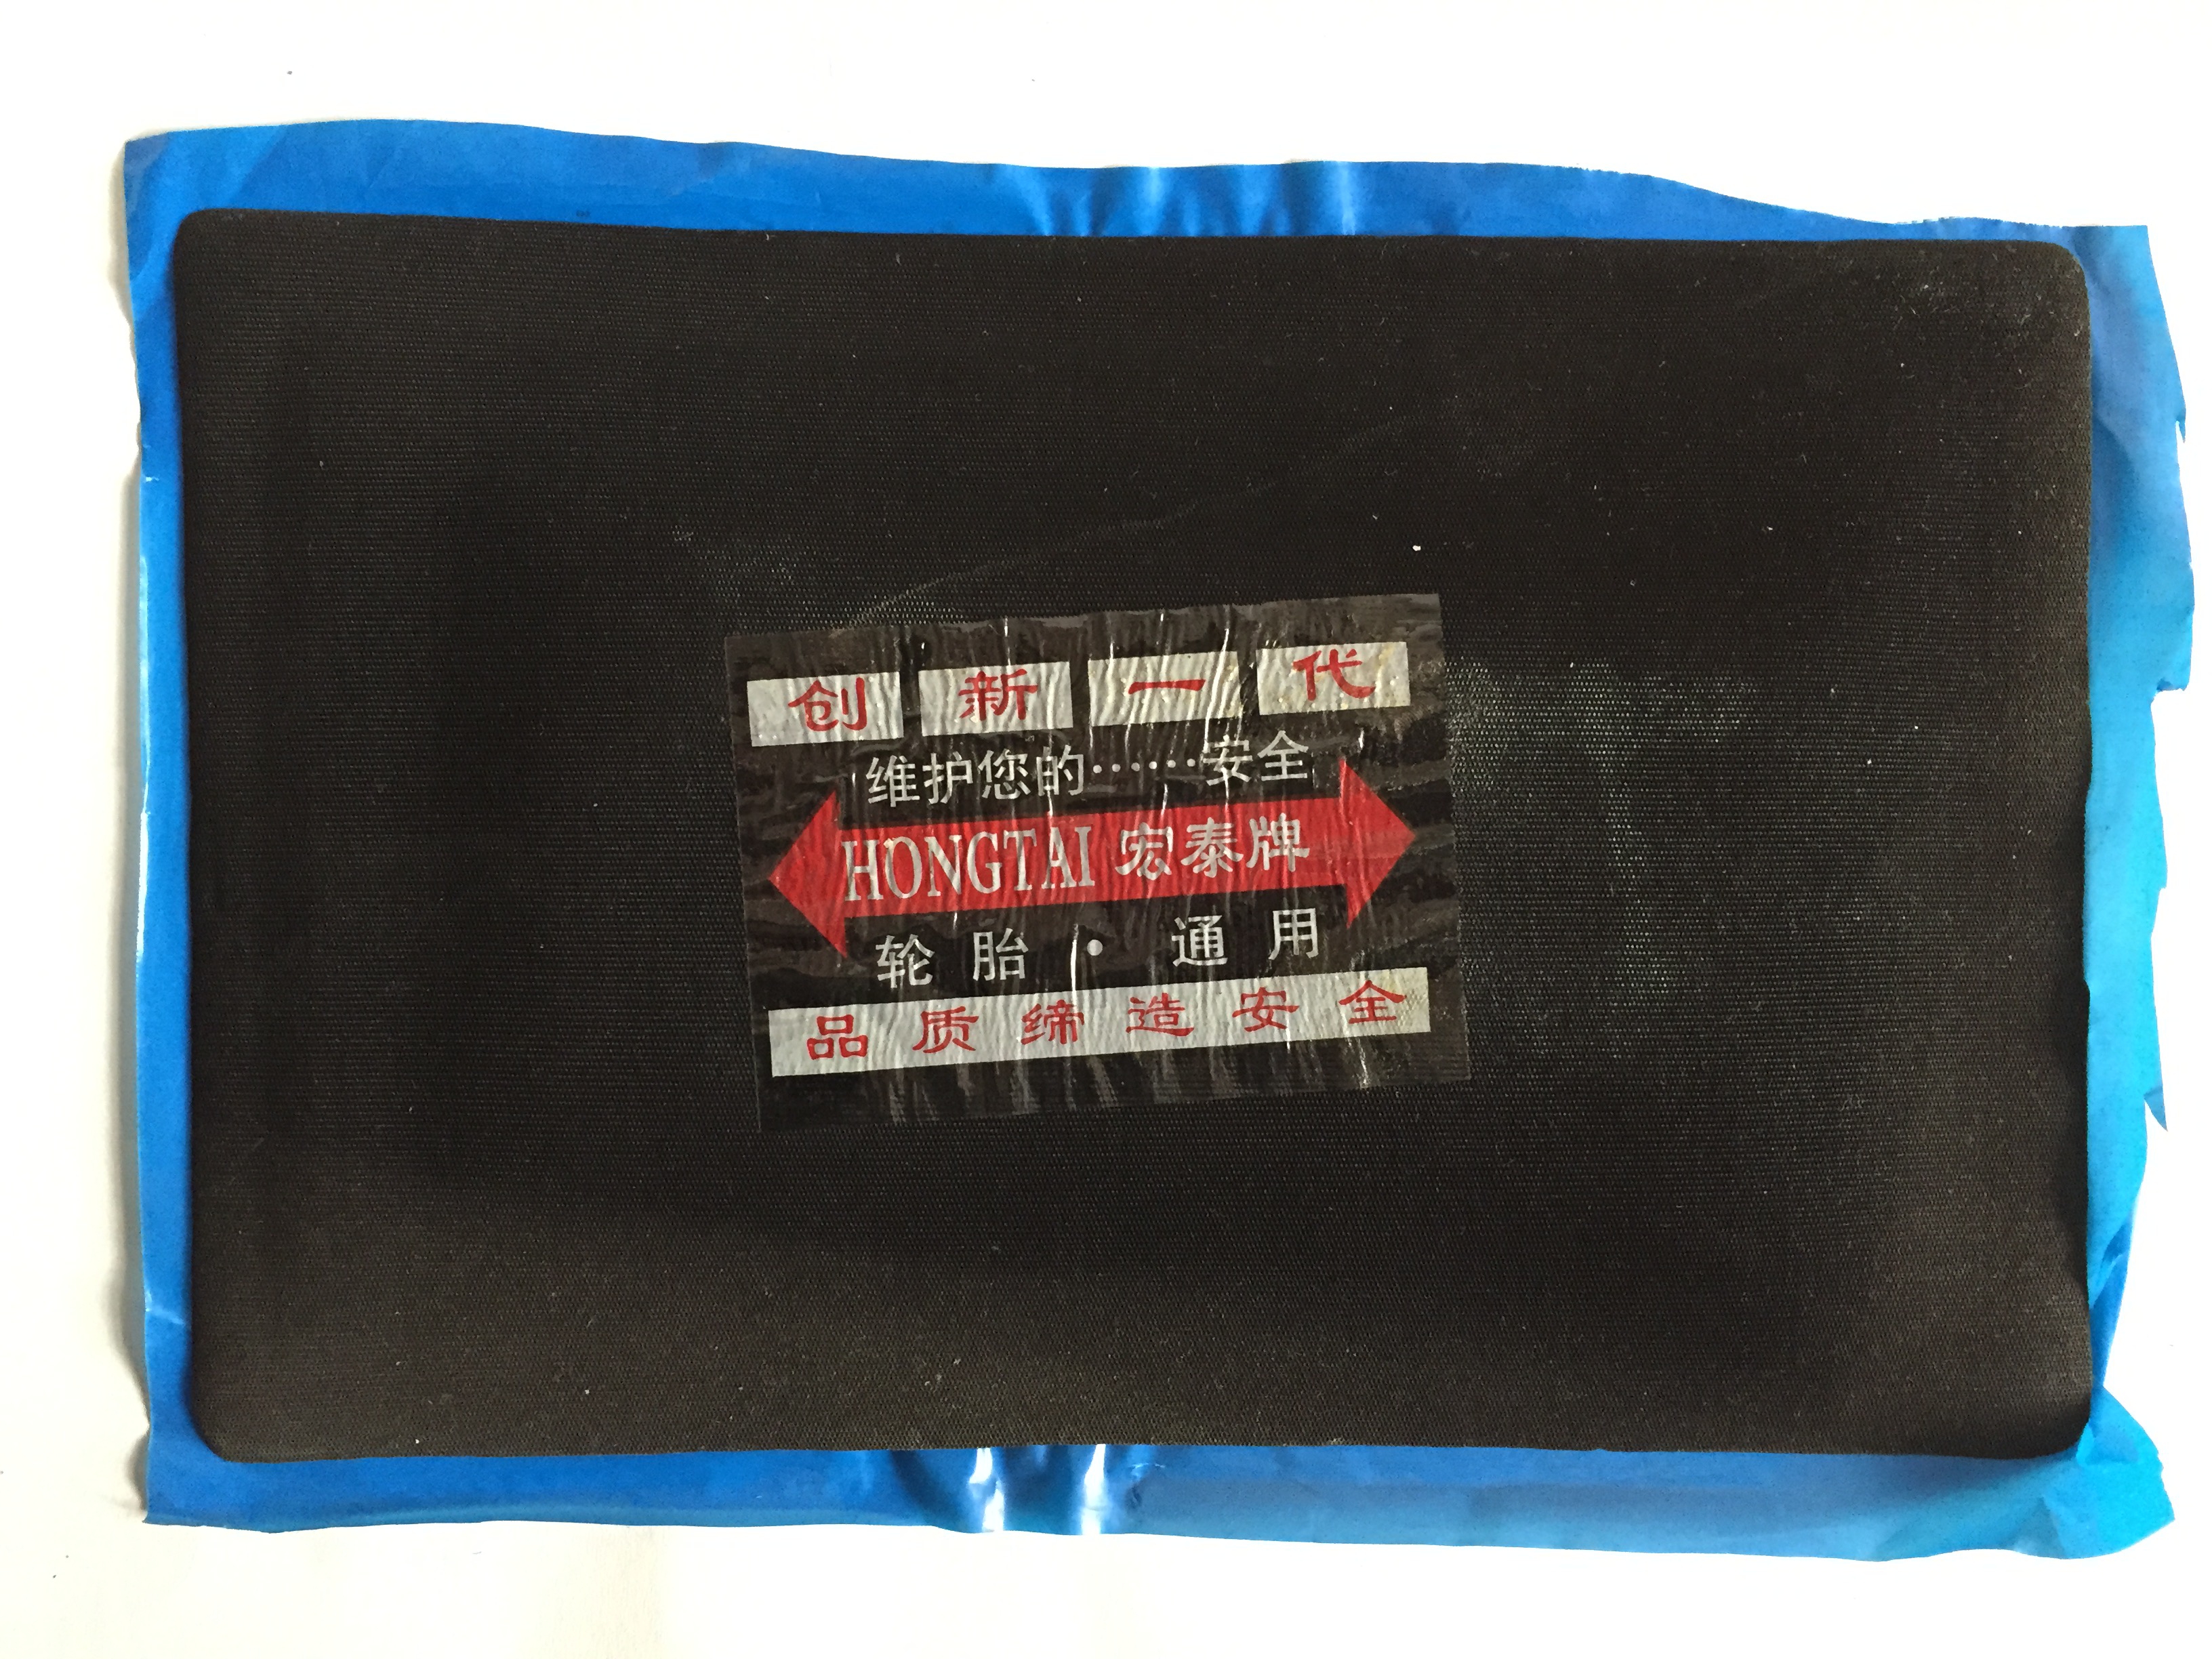 创新一代
维护您的……安全
HONGTAI 宏泰牌
轮胎·通用
品质缔造安全